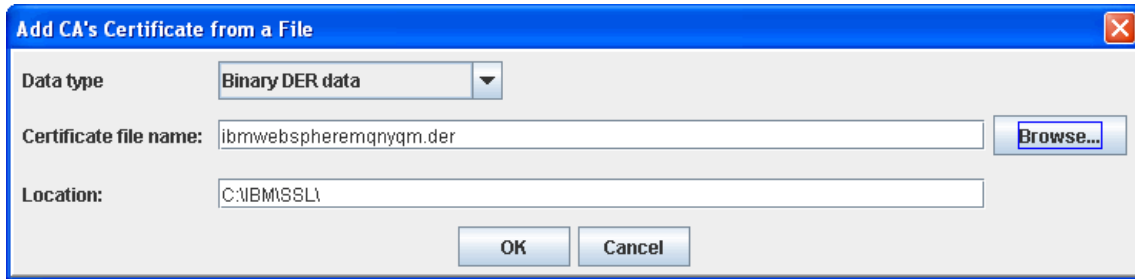 Add CA's Certificate from a File
Data type Binary DER data
Certificate file name: ibmwebspheremqnyqm.der Browse...
Location: C:\IBM\SSL\
OK Cancel